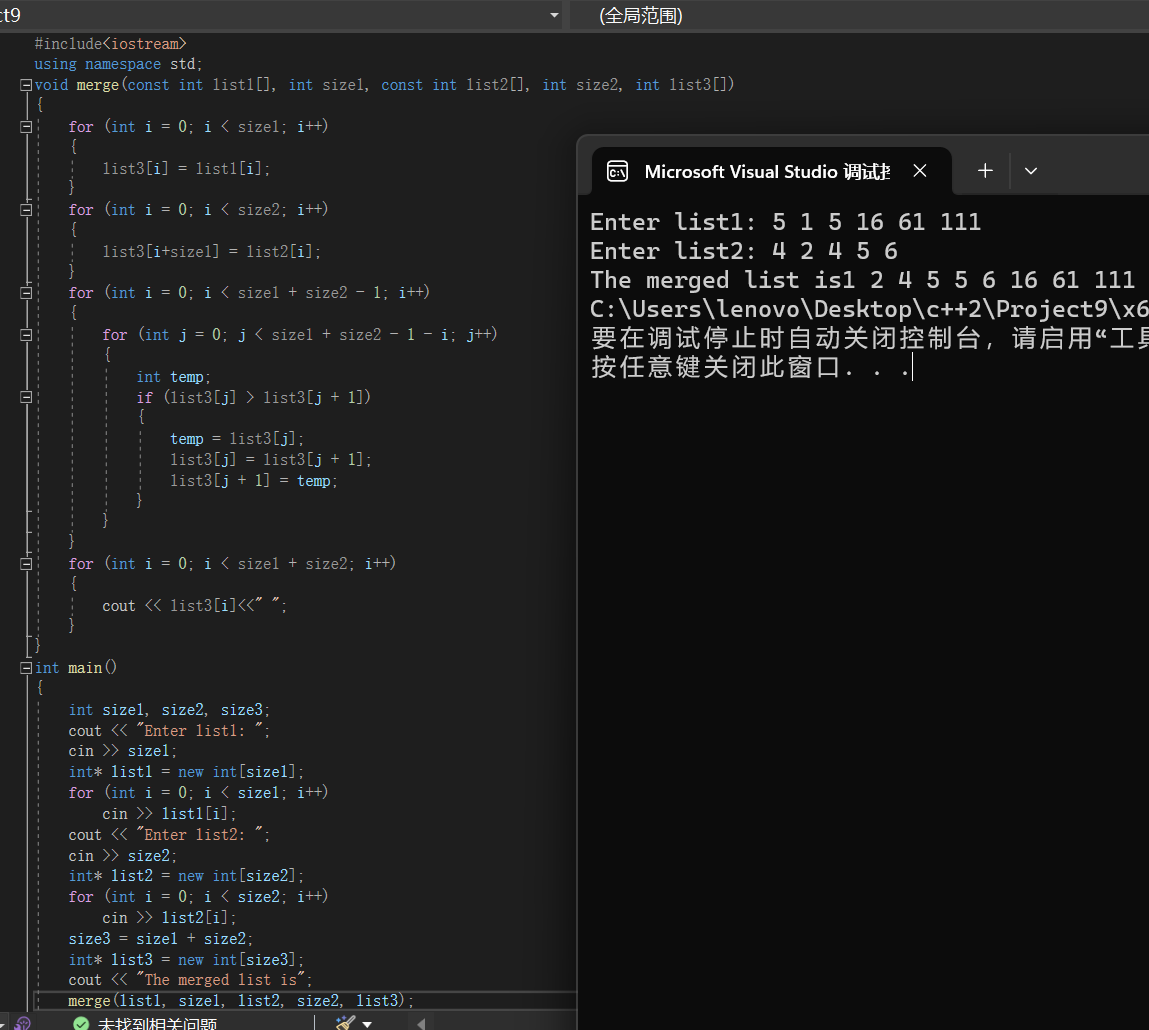 ct9
(全局范围)
#include<iostream>
using namespace std;
void merge(const int list1[], int size1, const int list2[], int size2, int list3[])
{
for (int i = 0; i < size1; i++)
{
list3[i] = list1[i];
}
for (int i = 0; i < size2; i++)
{
list3[i+size1] = list2[i];
}
for (int i = 0; i < size1 + size2 - 1; i++)
{
for (int j = 0; j < size1 + size2 - 1 - i; j++)
{
int temp;
if (list3[j] > list3[j + 1])
{
temp = list3[j];
list3[j] = list3[j + 1];
list3[j + 1] = temp;
}
}
}
for (int i = 0; i < size1 + size2; i++)
{
cout << list3[i]<<" ";
}
}
int main()
{
int size1, size2, size3;
cout << "Enter list1: ";
cin >> size1;
int* list1 = new int[size1];
for (int i = 0; i < size1; i++)
cin >> list1[i];
cout << "Enter list2: ";
cin >> size2;
int* list2 = new int[size2];
for (int i = 0; i < size2; i++)
cin >> list2[i];
size3 = size1 + size2;
int* list3 = new int[size3];
cout << "The merged list is";
merge(list1, size1, list2, size2, list3);
未找到相关问题
Microsoft Visual Studio 调试
Enter list1: 5 1 5 16 61 111
Enter list2: 4 2 4 5 6
The merged list is1 2 4 5 5 6 16 61 111
C:\Users\lenovo\Desktop\c++2\Project9\x6
要在调试停止时自动关闭控制台，请启用“工具
按任意键关闭此窗口. . .